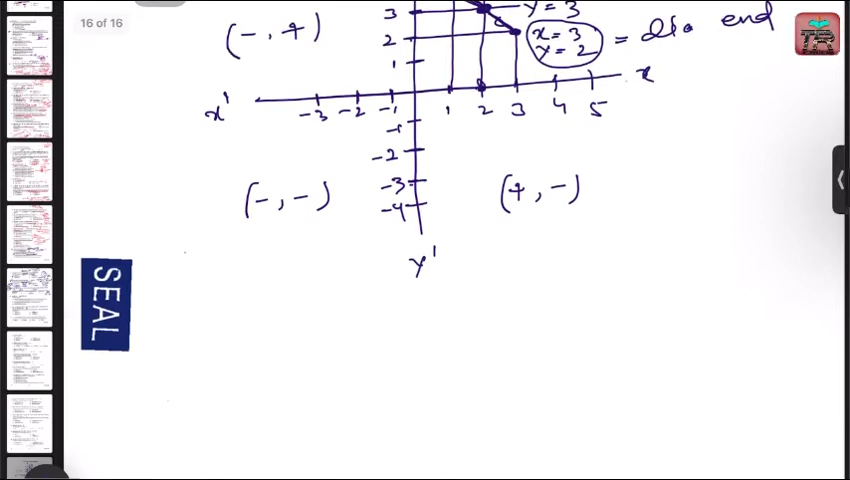 16 of 16
3 y = 3
(-, +)
2
x = 3
y = 2
= dia end
1
x' -3 -2 -1 1 2 3 4 5 x
-1
-2
(-, -) -3 (+, -)
-4
y'
SEAL
TR